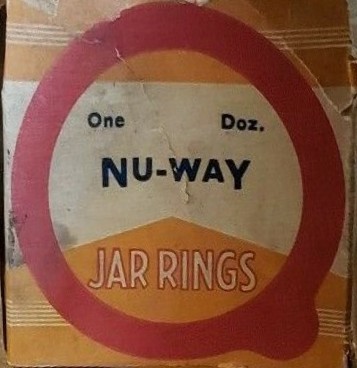 One Doz.
NU-WAY
JAR RINGS